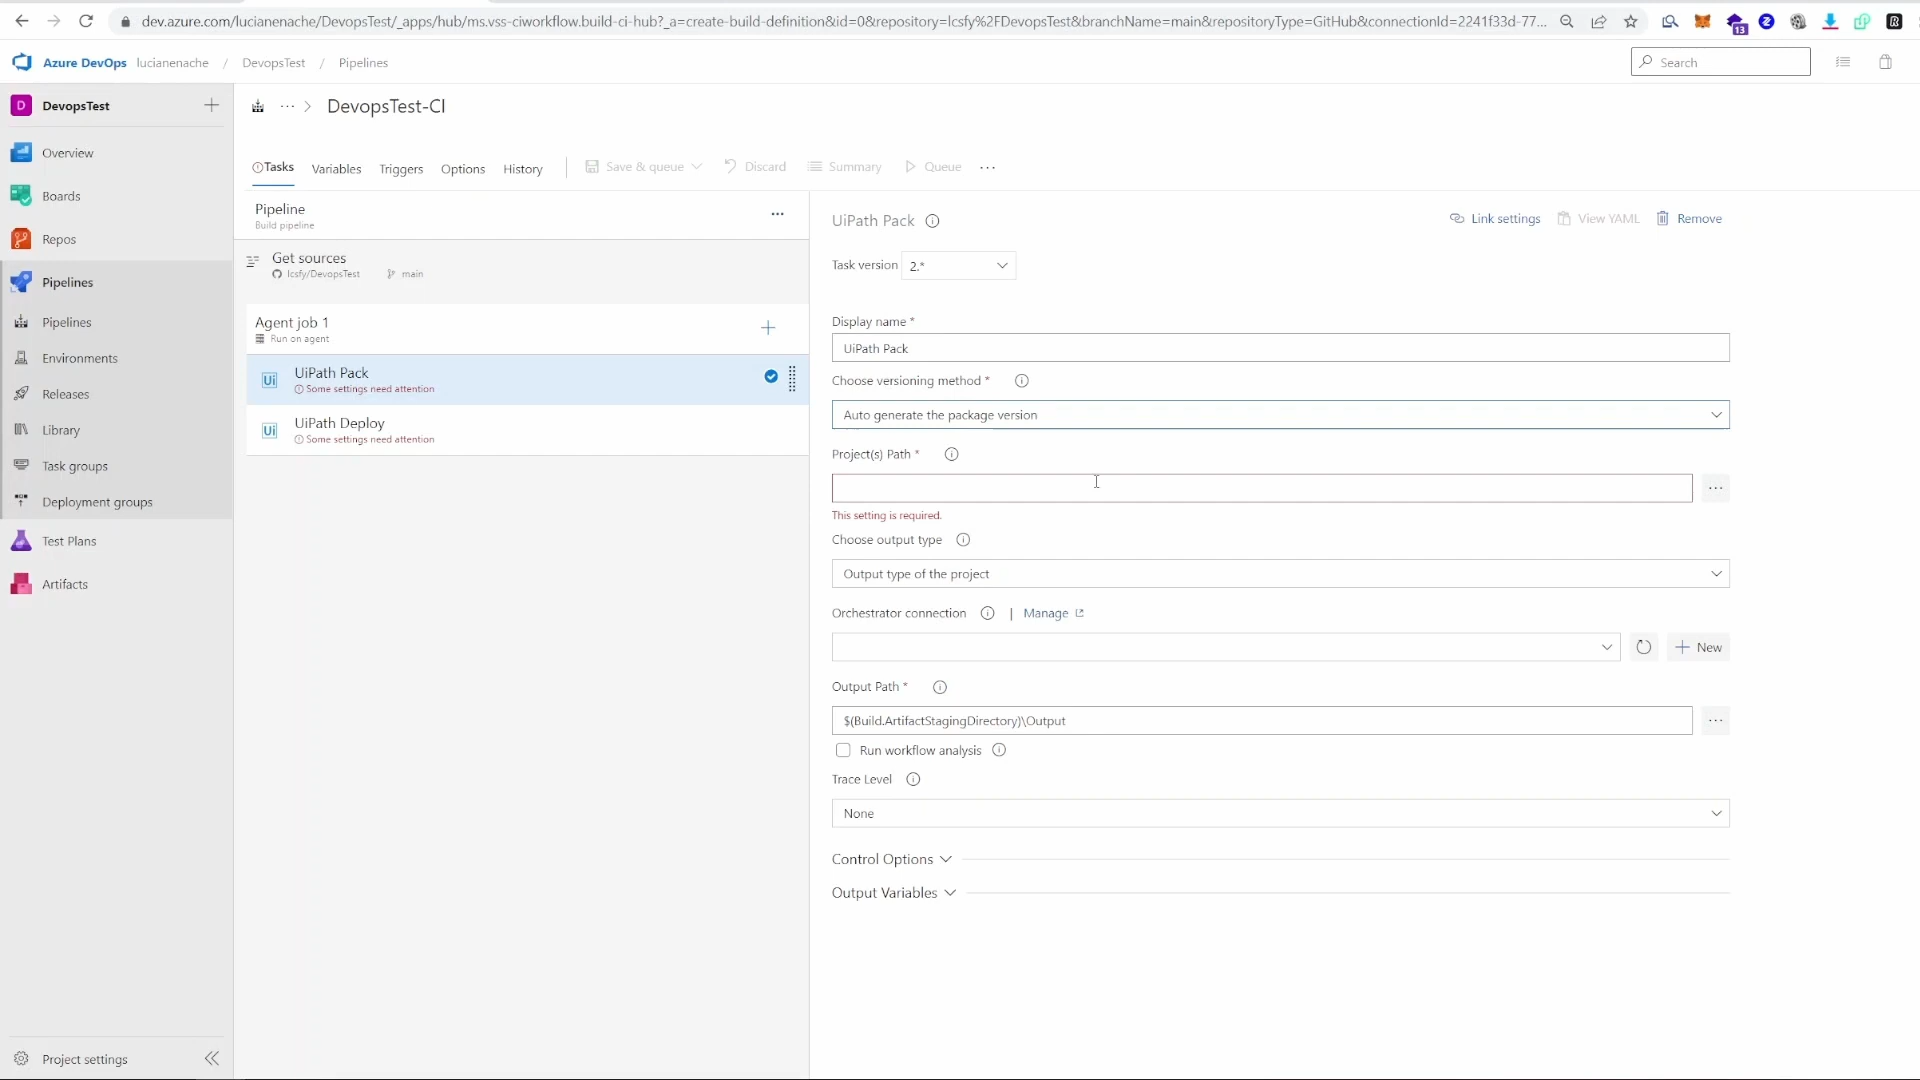 dev.azure.com/lucianenache/DevopsTest/_apps/hub/ms.vss-ciworkflow.build-ci-hub?_a=create-build-definition&id=0&repository=lcsfy%2FDevopsTest&branchName=main&repositoryType=GitHub&connectionId=2241f33d-77...
13
Azure DevOps lucianenache / DevopsTest / Pipelines
Search
D DevopsTest
DevopsTest-CI
Overview
Boards
Repos
Pipelines
Pipelines
Environments
Releases
Library
Task groups
Deployment groups
Test Plans
Artifacts
Project settings
Tasks Variables Triggers Options History Save & queue Discard Summary Queue ...
Pipeline
Build pipeline
Get sources
lcsfy/DevopsTest main
Agent job 1
Run on agent
Ui UiPath Pack
Some settings need attention
Ui UiPath Deploy
Some settings need attention
UiPath Pack
Link settings View YAML Remove
Task version 2.*
Display name *
UiPath Pack
Choose versioning method *
Auto generate the package version
Project(s) Path *
This setting is required.
Choose output type
Output type of the project
Orchestrator connection | Manage
New
Output Path *
$(Build.ArtifactStagingDirectory)\Output
Run workflow analysis
Trace Level
None
Control Options
Output Variables